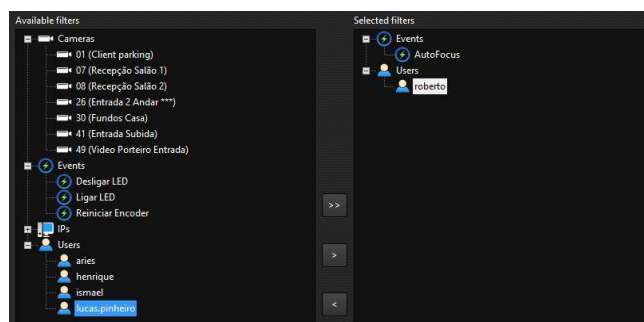 Available filters
Cameras
01 (Client parking)
07 (Recepção Salão 1)
08 (Recepção Salão 2)
26 (Entrada 2 Andar ***)
30 (Fundos Casa)
41 (Entrada Subida)
49 (Video Porteiro Entrada)
Events
Desligar LED
Ligar LED
Reiniciar Encoder
IPs
Users
aries
henrique
ismael
lucas.pinheiro
>>
>
<
Selected filters
Events
AutoFocus
Users
roberto